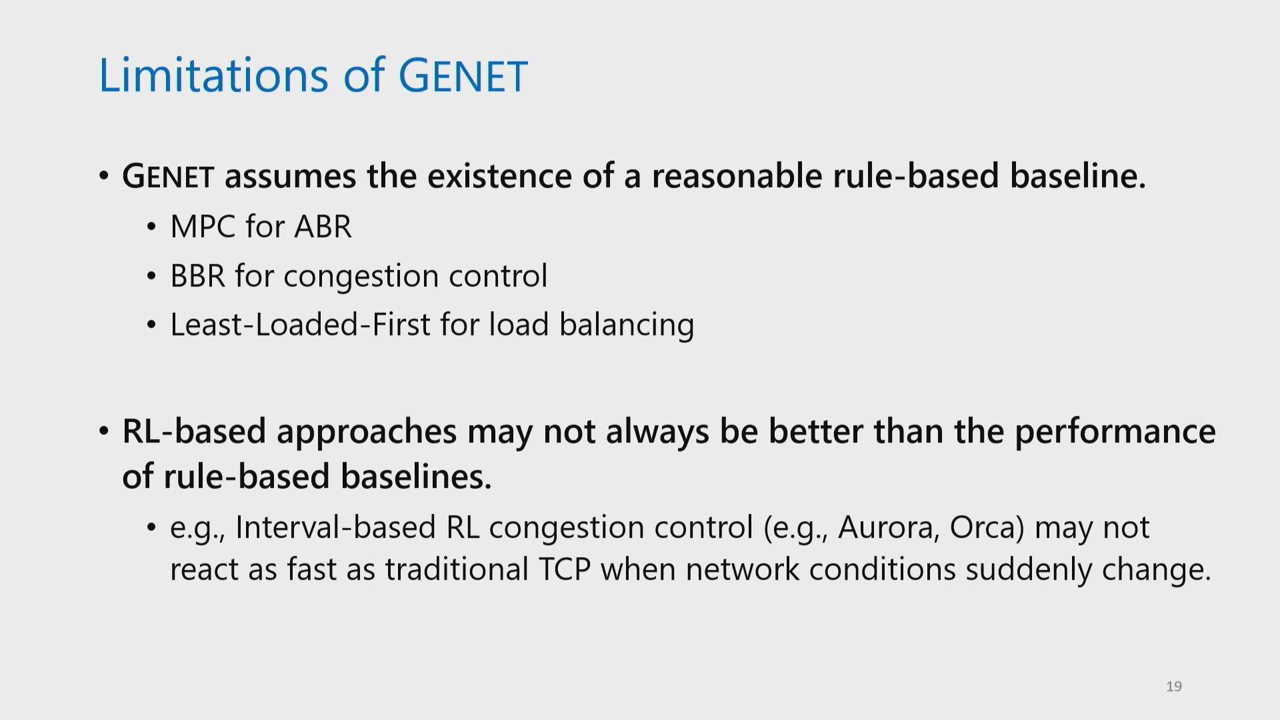 Limitations of GENET
• GENET assumes the existence of a reasonable rule-based baseline.
• MPC for ABR
• BBR for congestion control
• Least-Loaded-First for load balancing
• RL-based approaches may not always be better than the performance
of rule-based baselines.
• e.g., Interval-based RL congestion control (e.g., Aurora, Orca) may not
react as fast as traditional TCP when network conditions suddenly change.
19